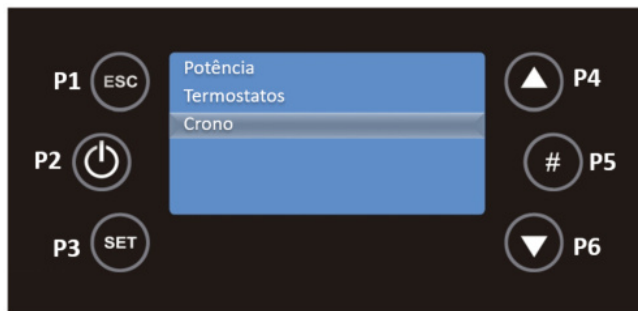 P1 ESC
Potência
Termostatos
Crono
P4
P2
# P5
P3 SET
P6